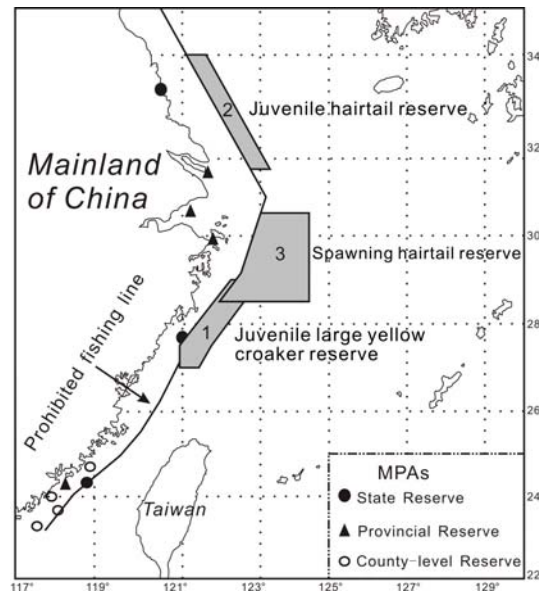 34
2
Juvenile hairtail reserve
32
Mainland
of China
30
3
Spawning hairtail reserve
28
1
Juvenile large yellow
croaker reserve
Prohibited fishing line
26
24
Taiwan
MPAs
State Reserve
Provincial Reserve
County-level Reserve
22
117° 119° 121° 123° 125° 127° 129°